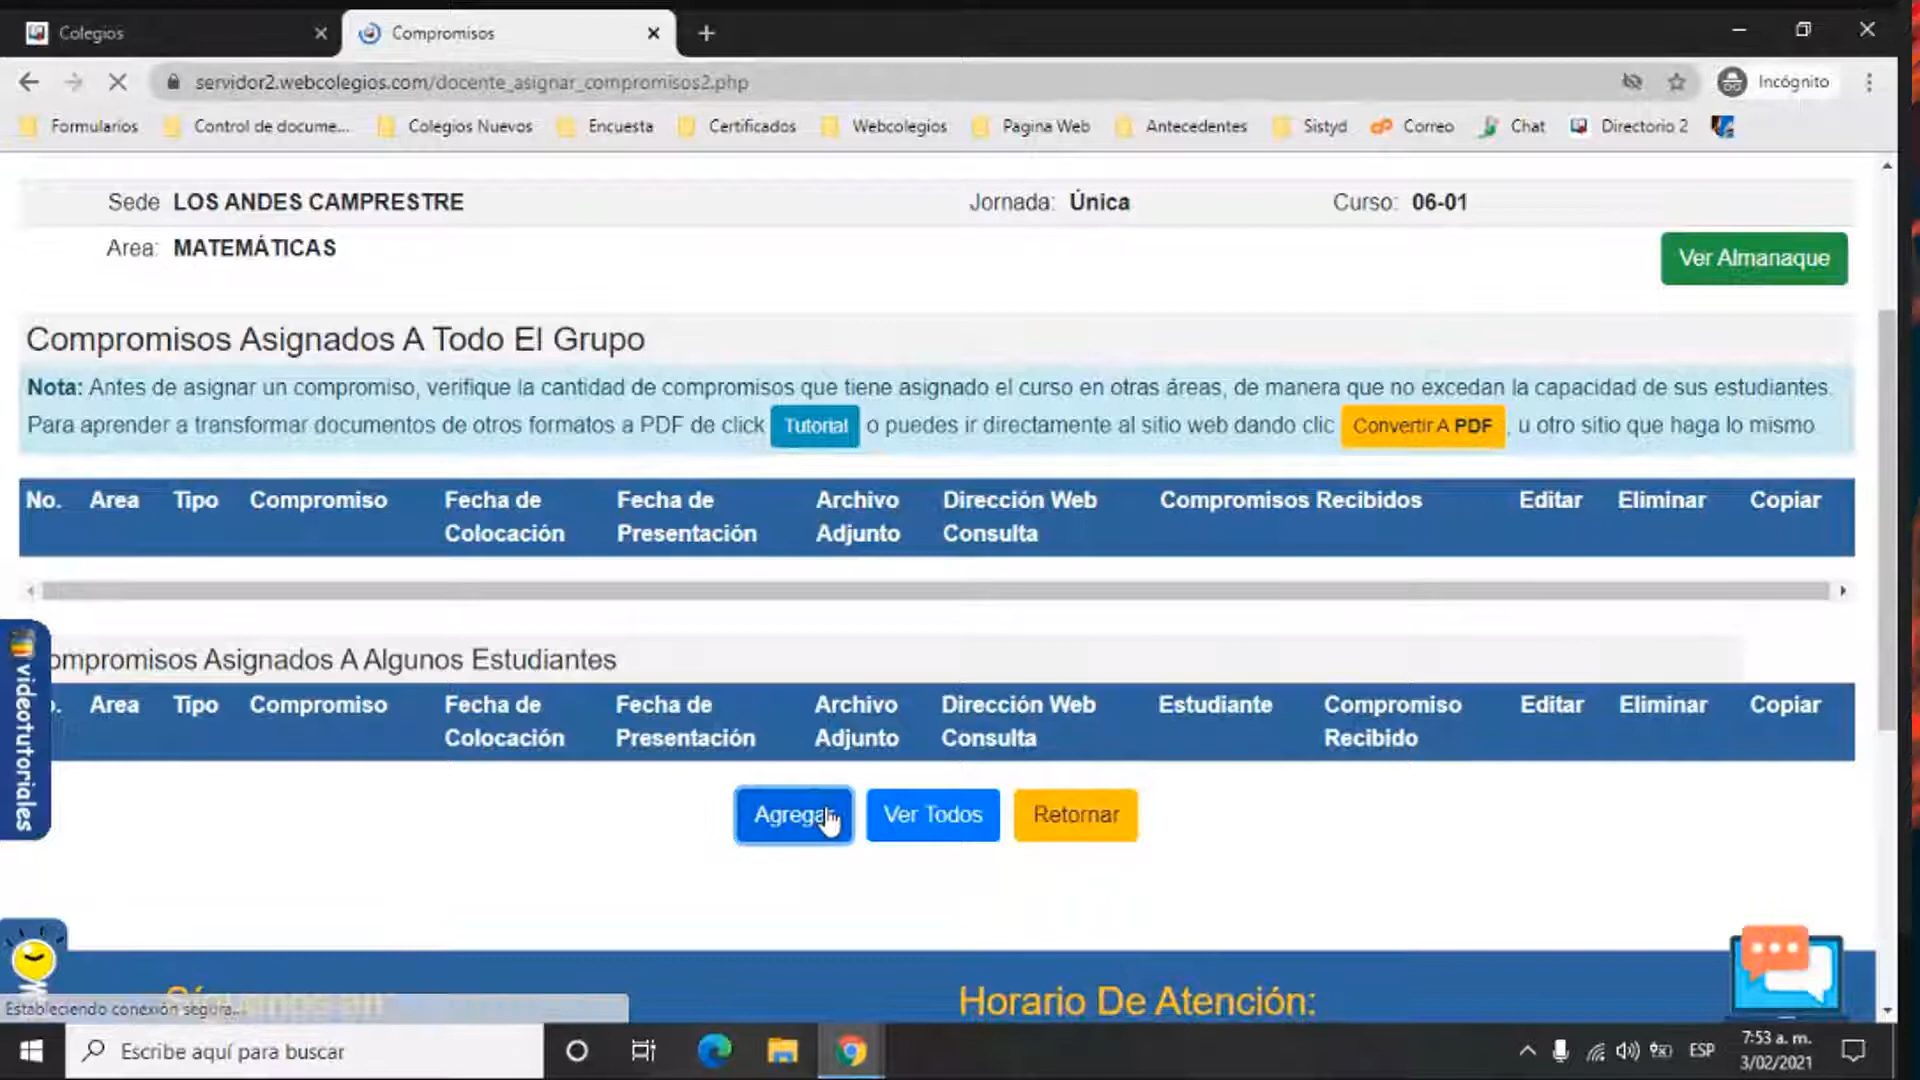 Colegios
Compromisos
servidor2.webcolegios.com/docente_asignar_compromisos2.php
Incógnito
Formularios Control de docume... Colegios Nuevos Encuesta Certificados Webcolegios Pagina Web Antecedentes Sistyd Correo Chat Directorio 2
Sede LOS ANDES CAMPRESTRE Jornada: Única Curso: 06-01
Area: MATEMÁTICAS
Ver Almanaque
Compromisos Asignados A Todo El Grupo
Nota: Antes de asignar un compromiso, verifique la cantidad de compromisos que tiene asignado el curso en otras áreas, de manera que no excedan la capacidad de sus estudiantes.
Para aprender a transformar documentos de otros formatos a PDF de click Tutorial o puedes ir directamente al sitio web dando clic Convertir A PDF , u otro sitio que haga lo mismo
No. Area Tipo Compromiso Fecha de Archivo Dirección Web Compromisos Recibidos Editar Eliminar Copiar
Colocación Fecha de Presentación Adjunto Consulta
videotutoriales
ompromisos Asignados A Algunos Estudiantes
Area Tipo Compromiso Fecha de Fecha de Archivo Dirección Web Estudiante Compromiso Editar Eliminar Copiar
Colocación Presentación Adjunto Consulta Recibido
Agregar Ver Todos Retornar
Horario De Atención:
Estableciendo conexión segura...
Escribe aquí para buscar
ESP
7:53 a. m.
3/02/2021